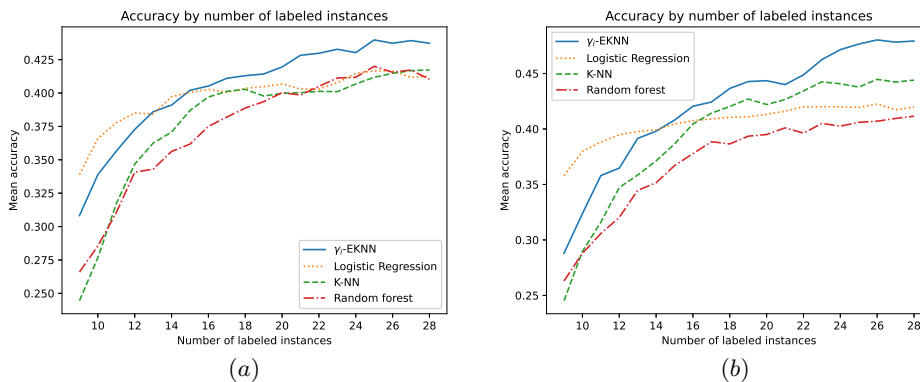 Accuracy by number of labeled instances
0.425
0.400
0.375
0.350
0.325
0.300
0.275
0.250
Mean accuracy
γi-EKNN
Logistic Regression
K-NN
Random forest
10 12 14 16 18 20 22 24 26 28
Number of labeled instances
(a)
Accuracy by number of labeled instances
γi-EKNN
Logistic Regression
K-NN
Random forest
0.45
0.40
0.35
0.30
0.25
Mean accuracy
10 12 14 16 18 20 22 24 26 28
Number of labeled instances
(b)